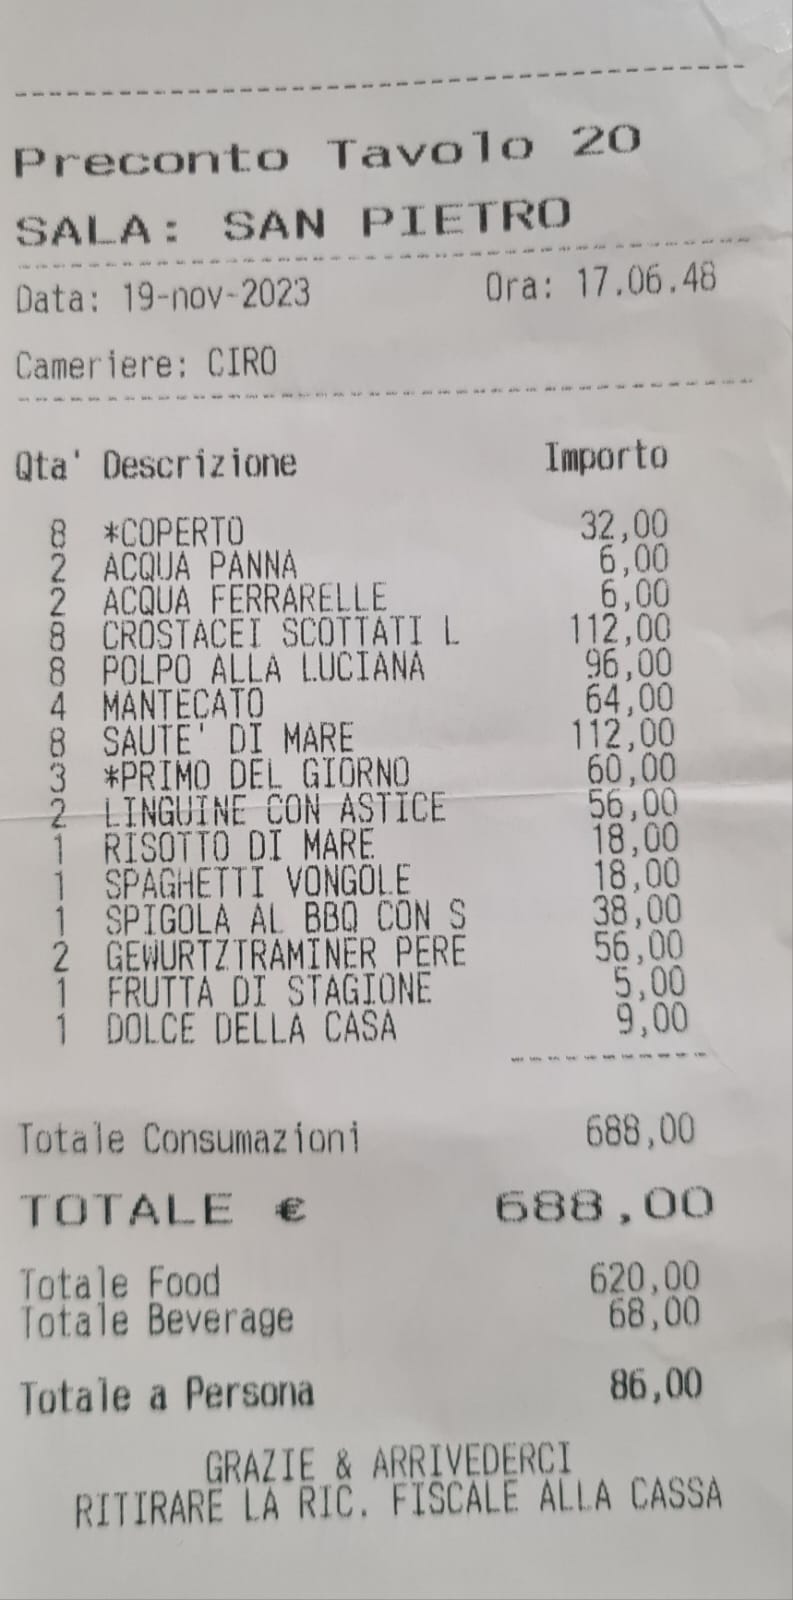 Preconto Tavolo 20
SALA: SAN PIETRO
Data: 19-nov-2023 Ora: 17.06.48
Cameriere: CIRO
Qta' Descrizione Importo
8 *COPERTO 32,00
2 ACQUA PANNA 6,00
2 ACQUA FERRARELLE 6,00
8 CROSTACEI SCOTTATI L 112,00
8 POLPO ALLA LUCIANA 96,00
4 MANTECATO 64,00
8 SAUTE' DI MARE 112,00
3 *PRIMO DEL GIORNO 60,00
2 LINGUINE CON ASTICE 56,00
1 RISOTTO DI MARE 18,00
1 SPAGHETTI VONGOLE 18,00
1 SPIGOLA AL BBQ CON S 38,00
2 GEWURTZTRAMINER PERE 56,00
1 FRUTTA DI STAGIONE 5,00
1 DOLCE DELLA CASA 9,00
Totale Consumazioni 688,00
TOTALE € 688,00
Totale Food 620,00
Totale Beverage 68,00
Totale a Persona 86,00
GRAZIE & ARRIVEDERCI
RITIRARE LA RIC. FISCALE ALLA CASSA